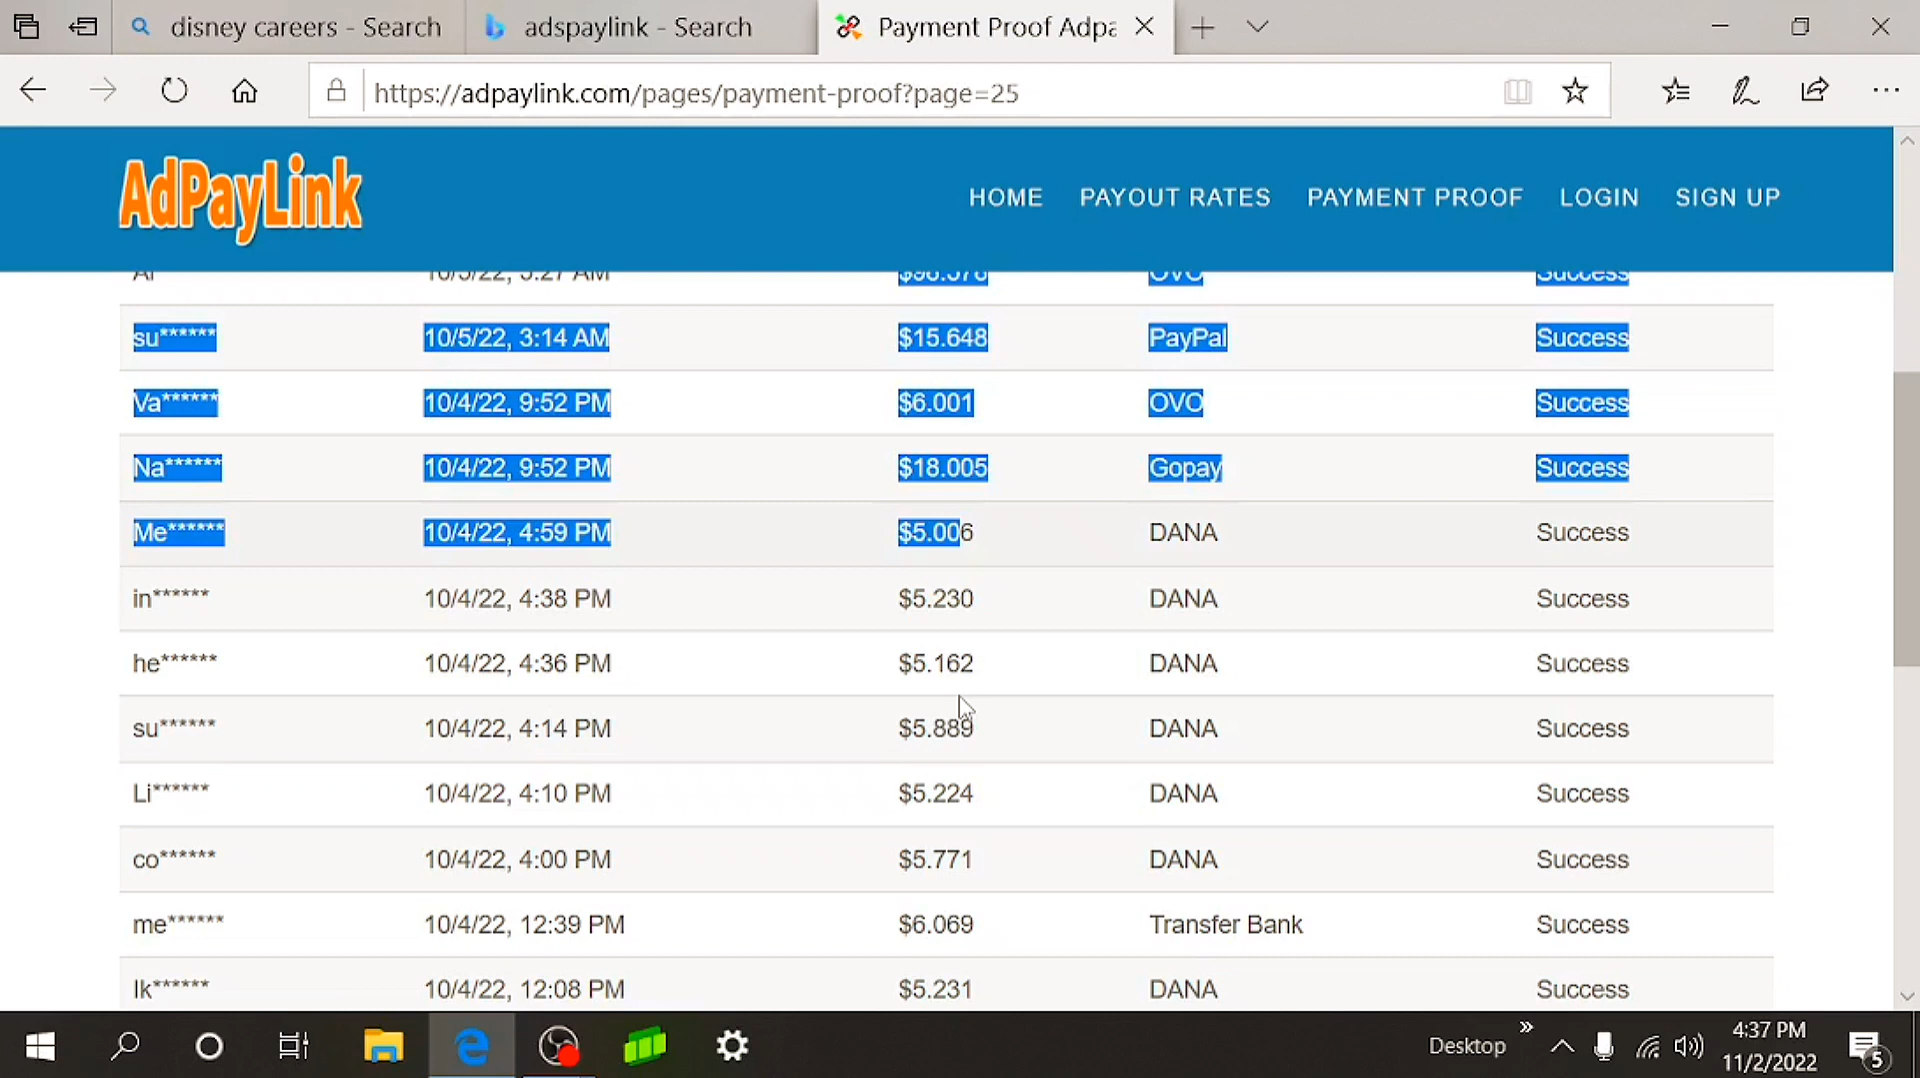 disney careers - Search
adspaylink - Search
Payment Proof Adpa
https://adpaylink.com/pages/payment-proof?page=25
AdPayLink
HOME PAYOUT RATES PAYMENT PROOF LOGIN SIGN UP
su****** 10/5/22, 3:14 AM $15.648 PayPal Success
Va****** 10/4/22, 9:52 PM $6.001 OVO Success
Na****** 10/4/22, 9:52 PM $18.005 Gopay Success
Me****** 10/4/22, 4:59 PM $5.006 DANA Success
in****** 10/4/22, 4:38 PM $5.230 DANA Success
he****** 10/4/22, 4:36 PM $5.162 DANA Success
su****** 10/4/22, 4:14 PM $5.889 DANA Success
Li****** 10/4/22, 4:10 PM $5.224 DANA Success
co****** 10/4/22, 4:00 PM $5.771 DANA Success
me****** 10/4/22, 12:39 PM $6.069 Transfer Bank Success
Ik****** 10/4/22, 12:08 PM $5.231 DANA Success
Desktop
4:37 PM
11/2/2022
5